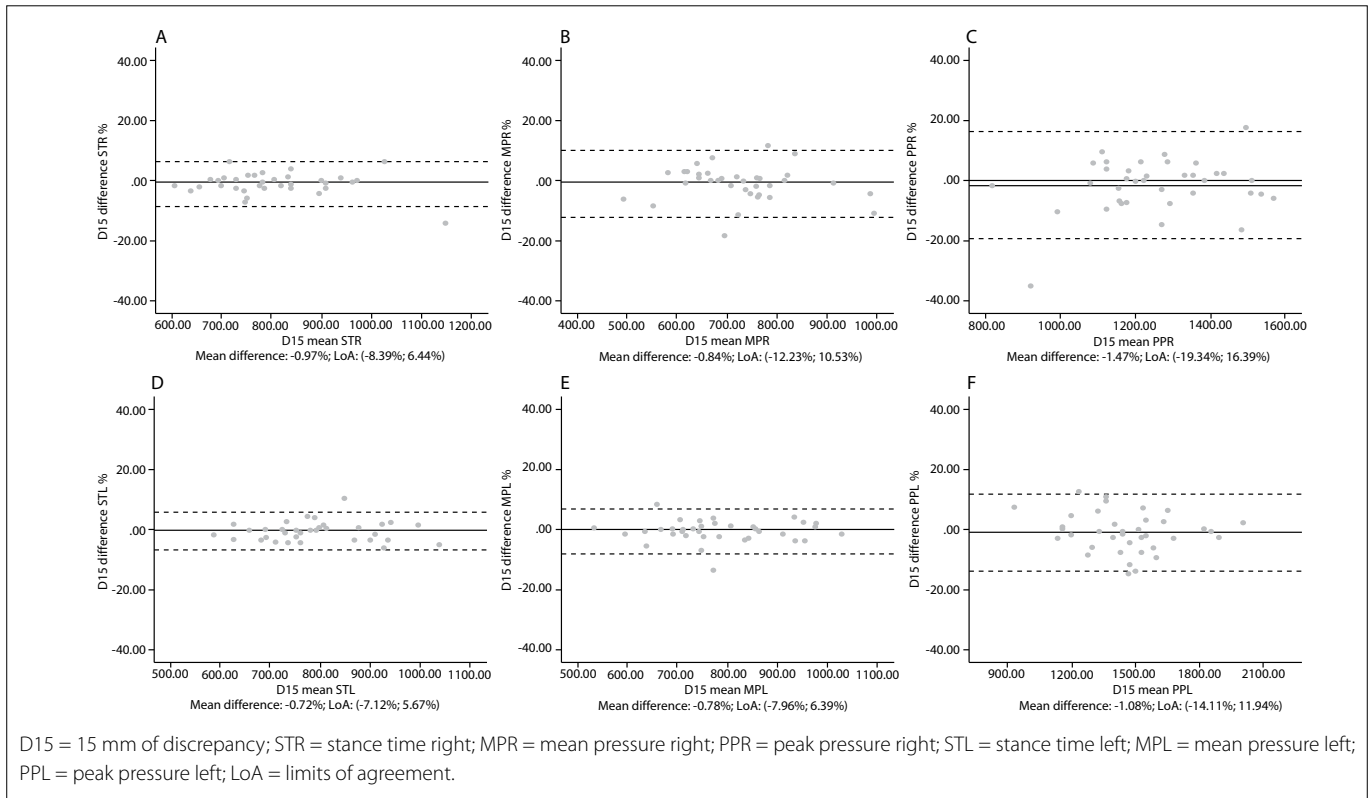 A
40.00
20.00
.00
-20.00
-40.00
D15 difference STR %
600.00 700.00 800.00 900.00 1000.00 1100.00 1200.00
D15 mean STR
Mean difference: -0.97%; LoA: (-8.39%; 6.44%)
B
40.00
20.00
.00
-20.00
-40.00
D15 difference MPR %
400.00 500.00 600.00 700.00 800.00 900.00 1000.00
D15 mean MPR
Mean difference: -0.84%; LoA: (-12.23%; 10.53%)
C
40.00
20.00
.00
-20.00
-40.00
D15 difference PPR %
800.00 1000.00 1200.00 1400.00 1600.00
D15 mean PPR
Mean difference: -1.47%; LoA: (-19.34%; 16.39%)
D
40.00
20.00
.00
-20.00
-40.00
D15 difference STL %
500.00 600.00 700.00 800.00 900.00 1000.00 1100.00
D15 mean STL
Mean difference: -0.72%; LoA: (-7.12%; 5.67%)
E
40.00
20.00
.00
-20.00
-40.00
D15 difference MPL %
500.00 600.00 700.00 800.00 900.00 1000.00 1100.00
D15 mean MPL
Mean difference: -0.78%; LoA: (-7.96%; 6.39%)
F
40.00
20.00
.00
-20.00
-40.00
D15 difference PPL %
900.00 1200.00 1500.00 1800.00 2100.00
D15 mean PPL
Mean difference: -1.08%; LoA: (-14.11%; 11.94%)
D15 = 15 mm of discrepancy; STR = stance time right; MPR = mean pressure right; PPR = peak pressure right; STL = stance time left; MPL = mean pressure left;
PPL = peak pressure left; LoA = limits of agreement.